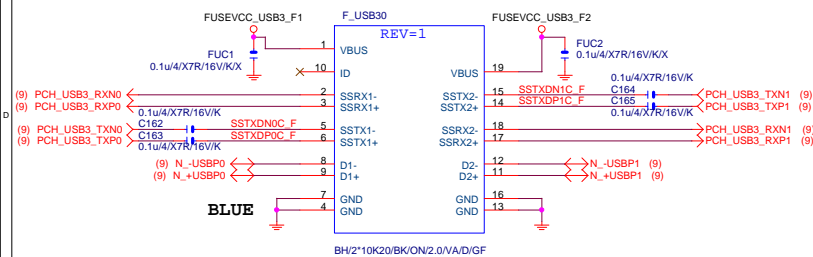 FUSEVCC_USB3_F1 F_USB30 FUSEVCC_USB3_F2
REV=1
FUC1
0.1u/4/X7R/16V/K/X
FUC2
0.1u/4/X7R/16V/K/X
1 VBUS
10 ID
VBUS 19
(9) PCH_USB3_RXN0 2 SSRX1-
(9) PCH_USB3_RXP0 3 SSRX1+
0.1u/4/X7R/16V/K
(9) PCH_USB3_TXN0 C162 SSTXDN0C_F 5 SSTX1-
(9) PCH_USB3_TXP0 C163 SSTXDP0C_F 6 SSTX1+
0.1u/4/X7R/16V/K
0.1u/4/X7R/16V/K
SSTX2- 15 SSTXDN1C_F C164 PCH_USB3_TXN1 (9)
SSTX2+ 14 SSTXDP1C_F C165 PCH_USB3_TXP1 (9)
0.1u/4/X7R/16V/K
SSRX2- 18 PCH_USB3_RXN1 (9)
SSRX2+ 17 PCH_USB3_RXP1 (9)
(9) N_-USBP0 8 D1-
(9) N_+USBP0 9 D1+
D2- 12 N_-USBP1 (9)
D2+ 11 N_+USBP1 (9)
7 GND
4 GND
GND 16
GND 13
BLUE
BH/2*10K20/BK/ON/2.0/VA/D/GF
D